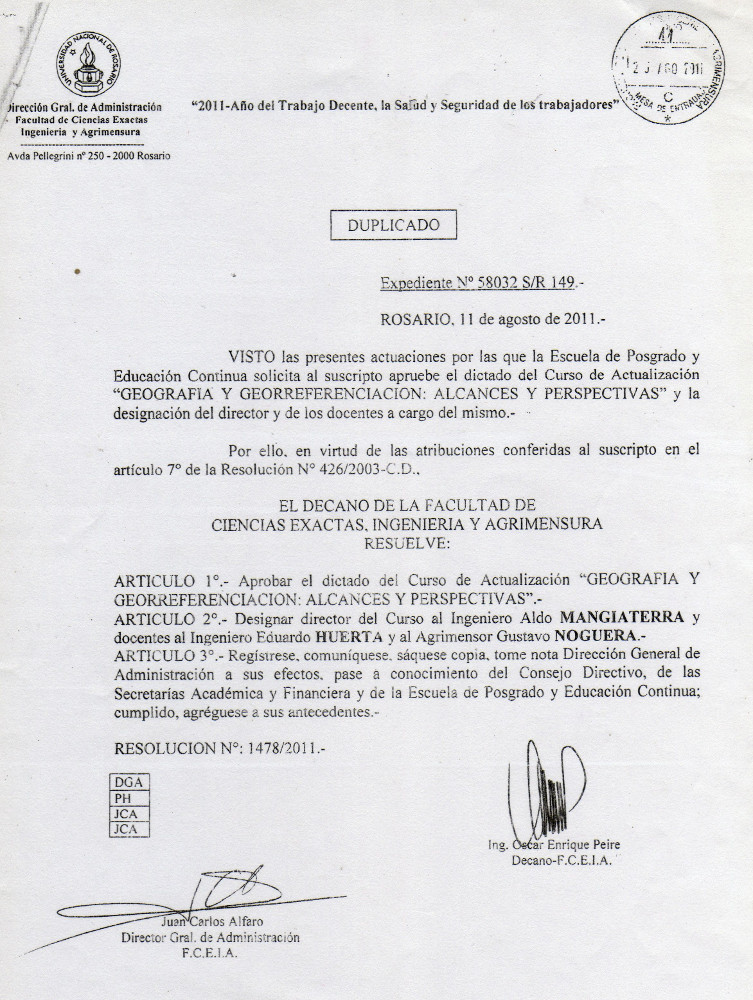 UNIVERSIDAD NACIONAL DE ROSARIO
Dirección Gral. de Administración
Facultad de Ciencias Exactas
Ingenieria y Agrimensura
Avda Pellegrini nº 250 - 2000 Rosario
"2011-Año del Trabajo Decente, la Salud y Seguridad de los trabajadores"
AGRIMENSURA
MESA DE ENTRADAS
C
DUPLICADO
Expediente Nº 58032 S/R 149.-
ROSARIO, 11 de agosto de 2011.-
VISTO las presentes actuaciones por las que la Escuela de Posgrado y
Educación Continua solicita al suscripto apruebe el dictado del Curso de Actualización
"GEOGRAFIA Y GEORREFERENCIACION: ALCANCES Y PERSPECTIVAS" y la
designación del director y de los docentes a cargo del mismo.-
Por ello, en virtud de las atribuciones conferidas al suscripto en el
artículo 7º de la Resolución Nº 426/2003-C.D.,
EL DECANO DE LA FACULTAD DE
CIENCIAS EXACTAS, INGENIERIA Y AGRIMENSURA
RESUELVE:
ARTICULO 1º.- Aprobar el dictado del Curso de Actualización "GEOGRAFIA Y
GEORREFERENCIACION: ALCANCES Y PERSPECTIVAS".-
ARTICULO 2º.- Designar director del Curso al Ingeniero Aldo MANGIATERRA y
docentes al Ingeniero Eduardo HUERTA y al Agrimensor Gustavo NOGUERA.-
ARTICULO 3º.- Regístrese, comuníquese, sáquese copia, tome nota Dirección General de
Administración a sus efectos, pase a conocimiento del Consejo Directivo, de las
Secretarías Académica y Financiera y de la Escuela de Posgrado y Educación Continua;
cumplido, agréguese a sus antecedentes.-
RESOLUCION Nº: 1478/2011.-
DGA
PH
JCA
JCA
Ing. Oscar Enrique Peire
Decano-F.C.E.I.A.
Juan Carlos Alfaro
Director Gral. de Administración
F.C.E.I.A.